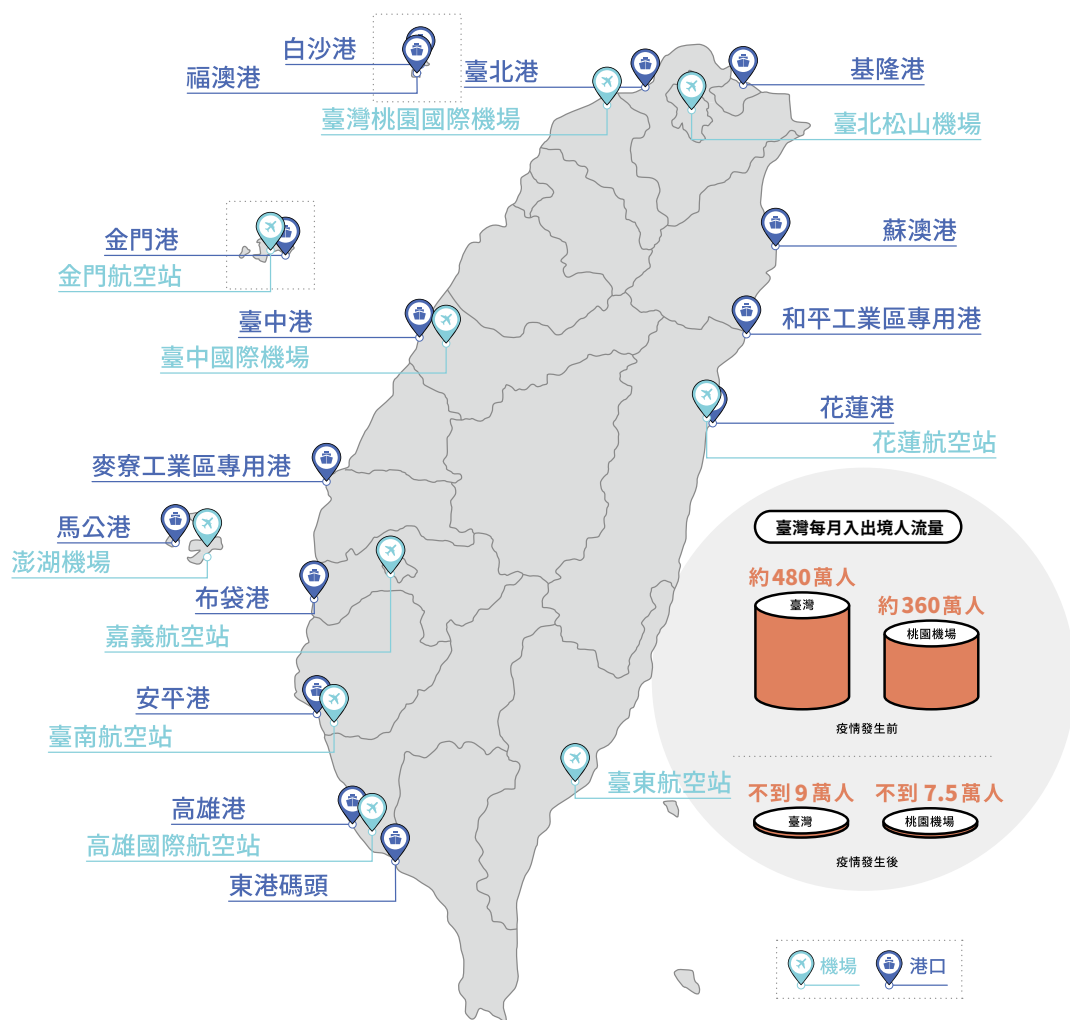 白沙港
福澳港
臺北港
基隆港
臺灣桃園國際機場
臺北松山機場
金門港
金門航空站
蘇澳港
臺中港
和平工業區專用港
臺中國際機場
花蓮港
花蓮航空站
麥寮工業區專用港
馬公港
澎湖機場
布袋港
嘉義航空站
安平港
臺南航空站
臺東航空站
高雄港
高雄國際航空站
東港碼頭
臺灣每月入出境人流量
約480萬人
臺灣
約360萬人
桃園機場
疫情發生前
不到9萬人
臺灣
不到7.5萬人
桃園機場
疫情發生後
機場
港口